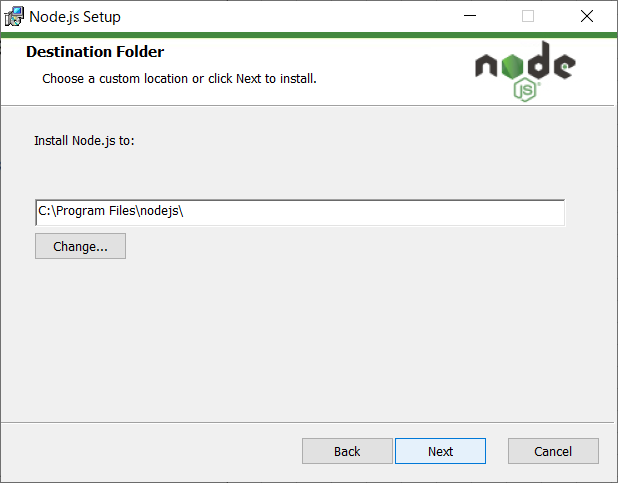 Node.js Setup
Destination Folder
Choose a custom location or click Next to install.
node
JS
Install Node.js to:
C:\Program Files\nodejs\
Change...
Back
Next
Cancel